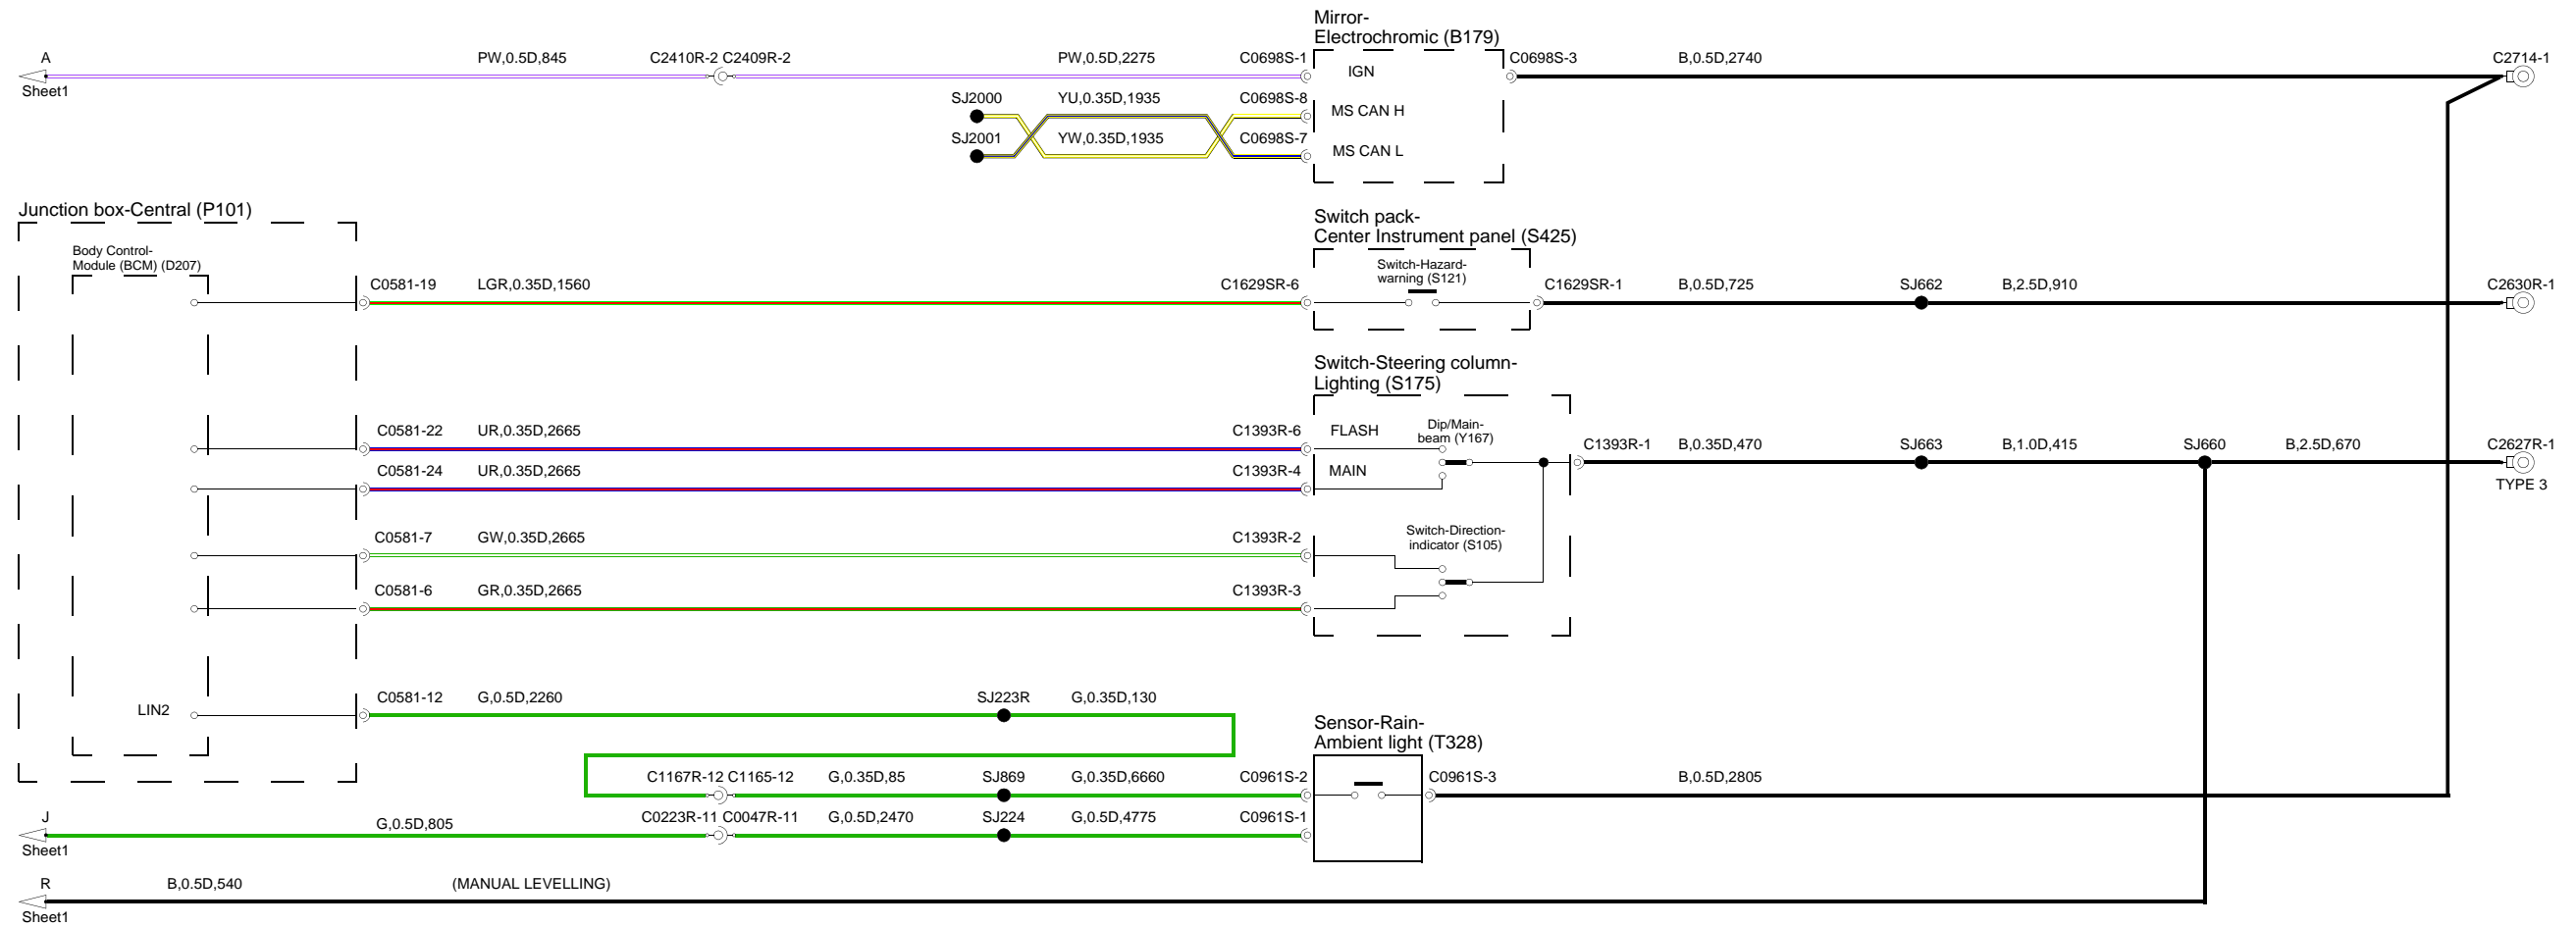 Mirror-
Electrochromic (B179)
A
PW,0.5D,845
C2410R-2 C2409R-2
PW,0.5D,2275
C0698S-1
IGN
C0698S-3
B,0.5D,2740
C2714-1
Sheet1
SJ2000
YU,0.35D,1935
C0698S-8
MS CAN H
SJ2001
YW,0.35D,1935
C0698S-7
MS CAN L
Junction box-Central (P101)
Body Control-
Module (BCM) (D207)
Switch pack-
Center Instrument panel (S425)
Switch-Hazard-
warning (S121)
C0581-19
LGR,0.35D,1560
C1629SR-6
C1629SR-1
B,0.5D,725
SJ662
B,2.5D,910
C2630R-1
Switch-Steering column-
Lighting (S175)
C0581-22
UR,0.35D,2665
C1393R-6
FLASH
Dip/Main-
beam (Y167)
C1393R-1
B,0.35D,470
SJ663
B,1.0D,415
SJ660
B,2.5D,670
C2627R-1
TYPE 3
C0581-24
UR,0.35D,2665
C1393R-4
MAIN
C0581-7
GW,0.35D,2665
C1393R-2
Switch-Direction-
indicator (S105)
C0581-6
GR,0.35D,2665
C1393R-3
LIN2
C0581-12
G,0.5D,2260
SJ223R
G,0.35D,130
Sensor-Rain-
Ambient light (T328)
C1167R-12 C1165-12
G,0.35D,85
SJ869
G,0.35D,6660
C0961S-2
C0961S-3
B,0.5D,2805
J
G,0.5D,805
C0223R-11 C0047R-11
G,0.5D,2470
SJ224
G,0.5D,4775
C0961S-1
Sheet1
R
B,0.5D,540
(MANUAL LEVELLING)
Sheet1